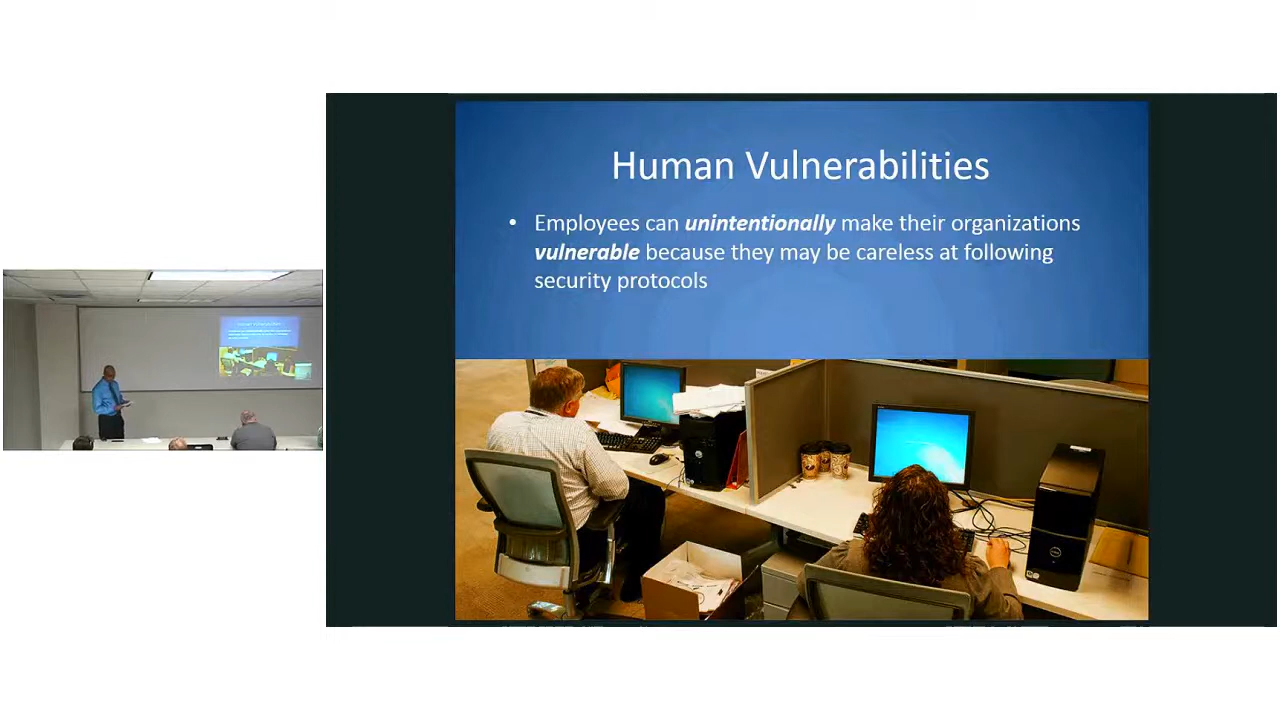 Human Vulnerabilities
• Employees can unintentionally make their organizations
vulnerable because they may be careless at following
security protocols